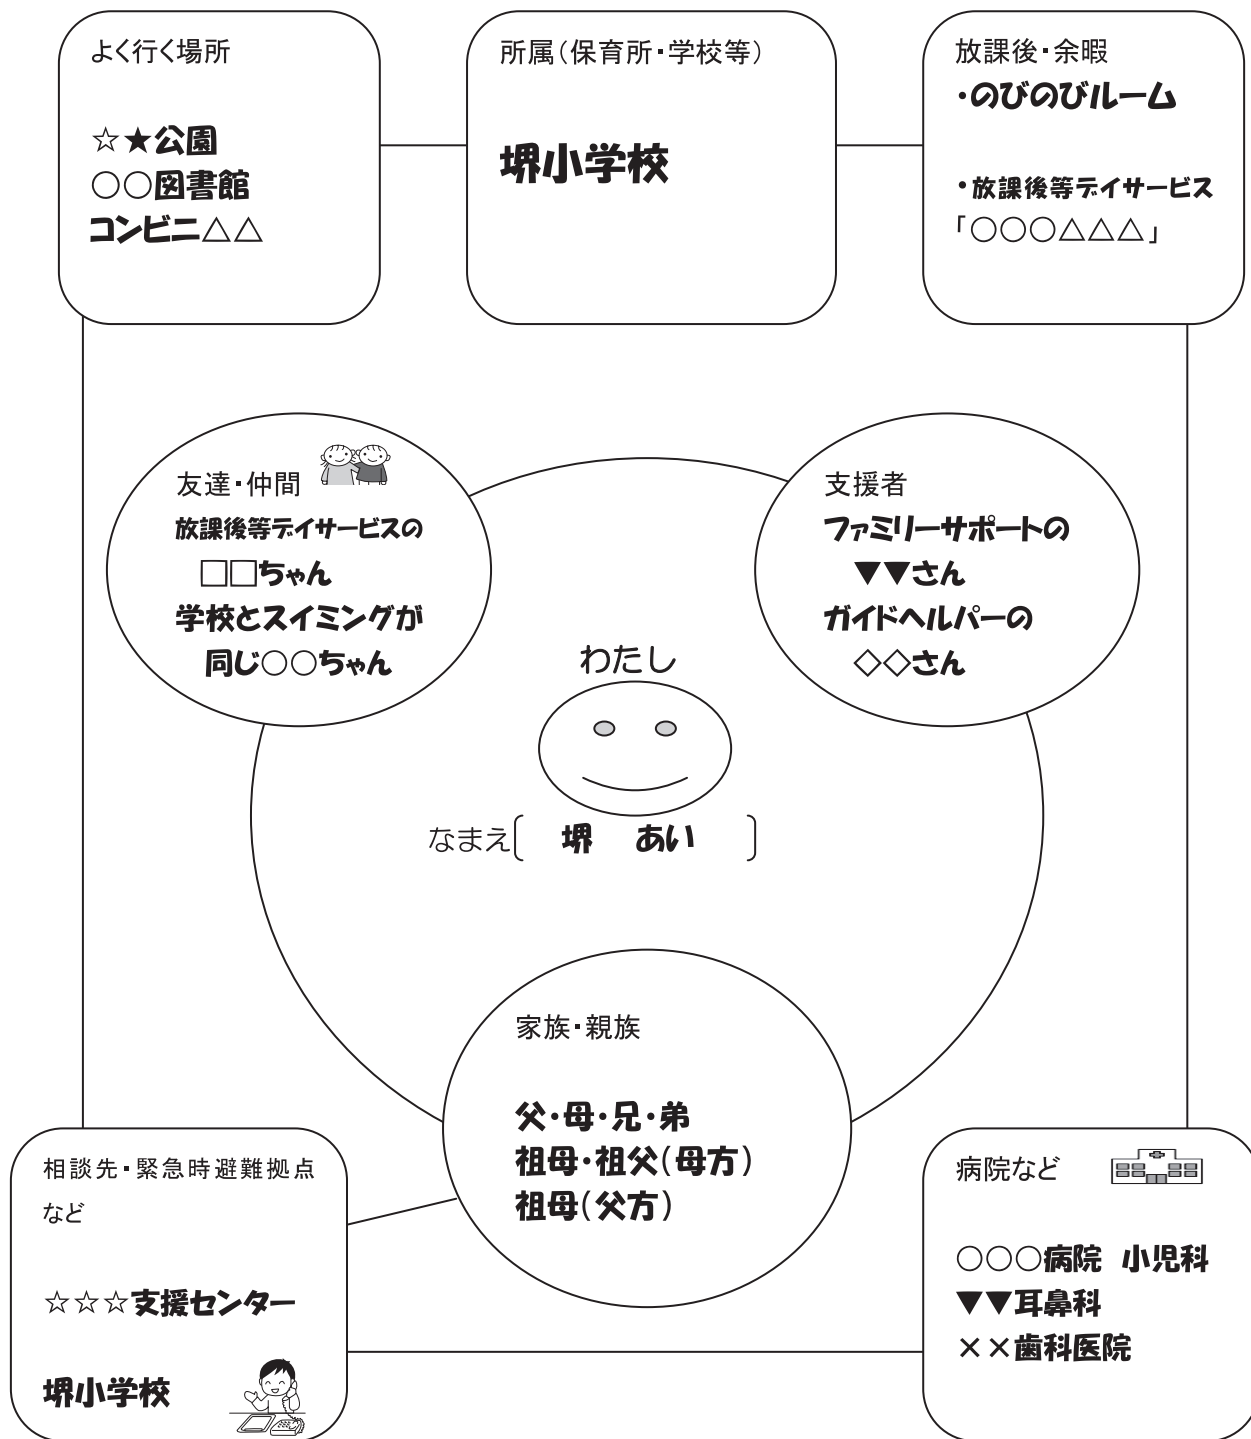 よく行く場所
☆★公園
○○図書館
コンビニ△△
所属（保育所・学校等）
堺小学校
放課後・余暇
・のびのびルーム
・放課後等デイサービス
「○○○△△△」
友達・仲間
放課後等デイサービスの
□□ちゃん
学校とスイミングが
同じ○○ちゃん
支援者
ファミリーサポートの
▼▼さん
ガイドヘルパーの
◇◇さん
わたし
なまえ〔　堺　あい　〕
家族・親族
父・母・兄・弟
祖母・祖父（母方）
祖母（父方）
相談先・緊急時避難拠点
など
☆☆☆支援センター
堺小学校
病院など
○○○病院　小児科
▼▼耳鼻科
××歯科医院